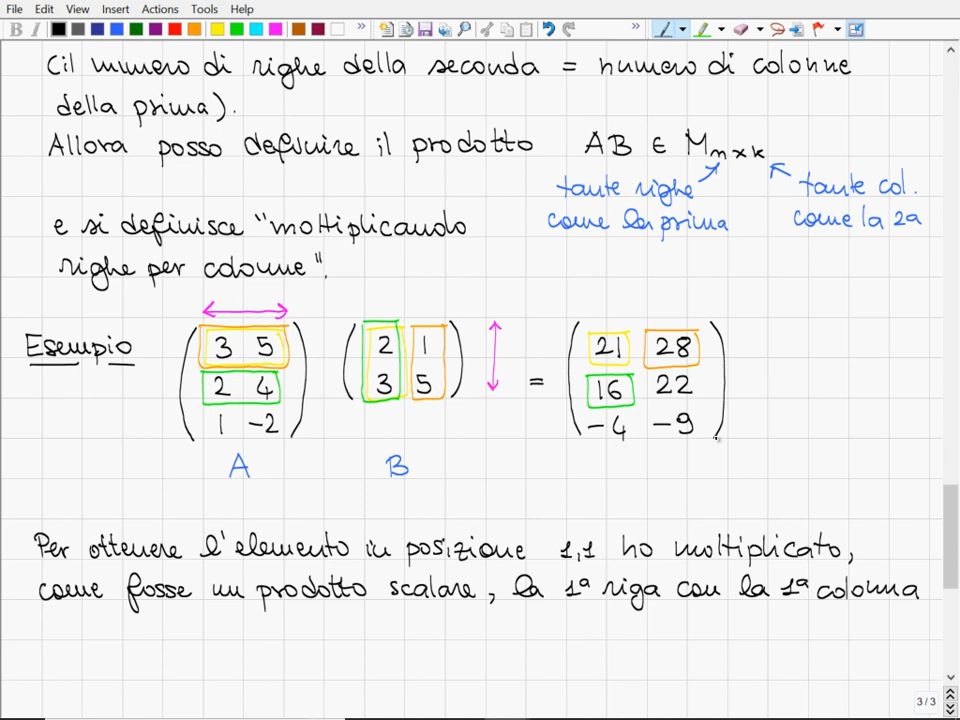 File Edit View Insert Actions Tools Help
B I
(il numero di righe della seconda = numero di colonne
della prima).
Allora posso definire il prodotto AB ∈ M n×k
tante righe come la prima
tante col. come la 2a
e si definisce "moltiplicando
righe per colonne".
Esempio
3 5
2 4
1 -2
A
2 1
3 5
B
=
21 28
16 22
-4 -9
Per ottenere l'elemento in posizione 1,1 ho moltiplicato,
come fosse un prodotto scalare, la 1ª riga con la 1ª colonna
3 / 3